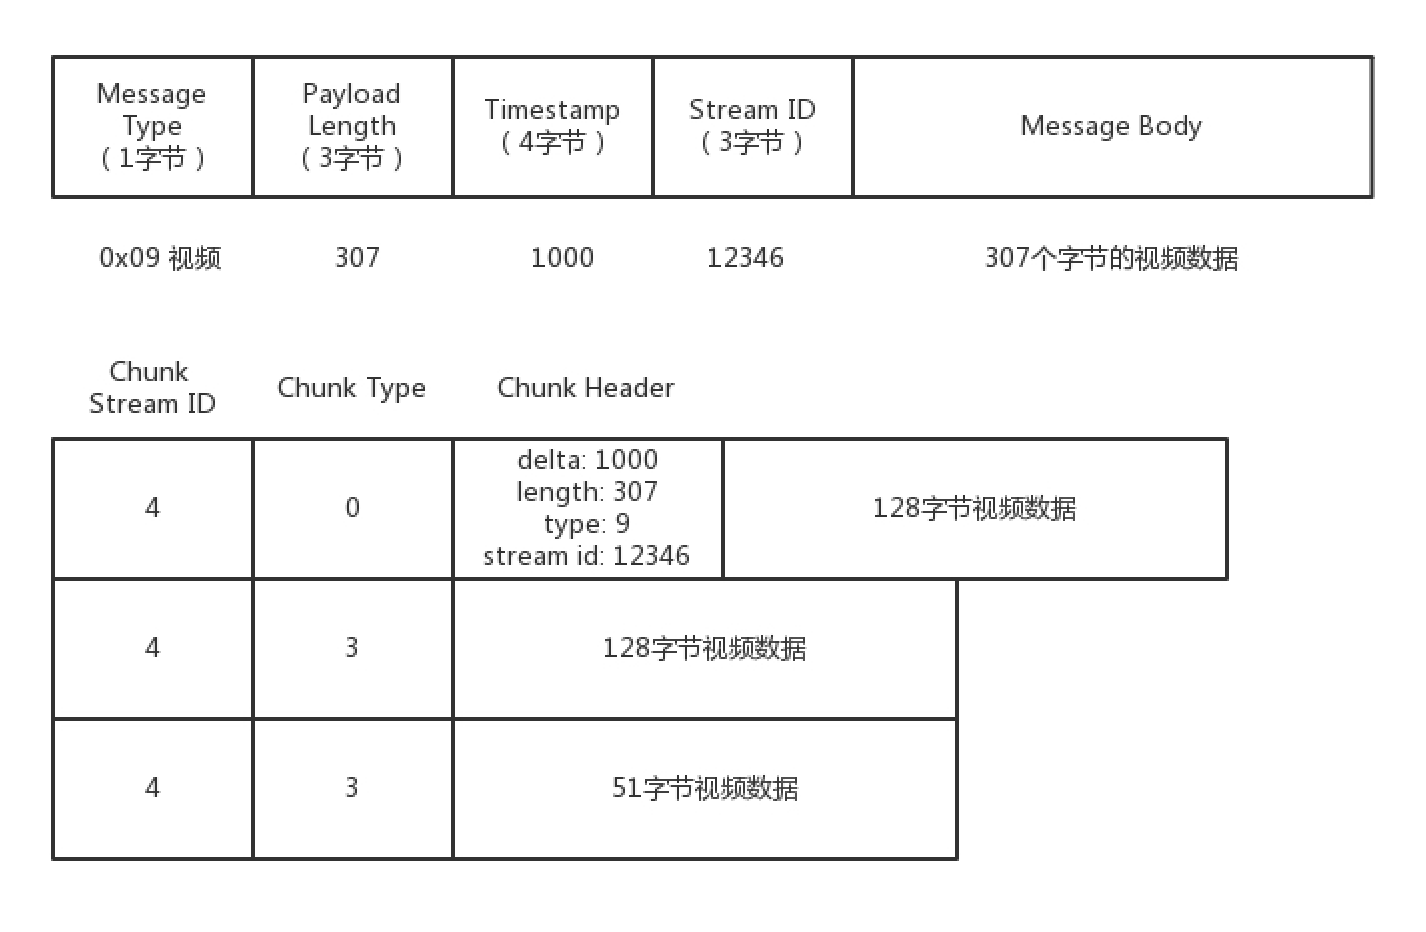 Message
Type
（1字节）
Payload
Length
（3字节）
Timestamp
（4字节）
Stream ID
（3字节）
Message Body
0x09 视频
307
1000
12346
307个字节的视频数据
Chunk
Stream ID
Chunk Type
Chunk Header
4
0
delta: 1000
length: 307
type: 9
stream id: 12346
128字节视频数据
4
3
128字节视频数据
4
3
51字节视频数据